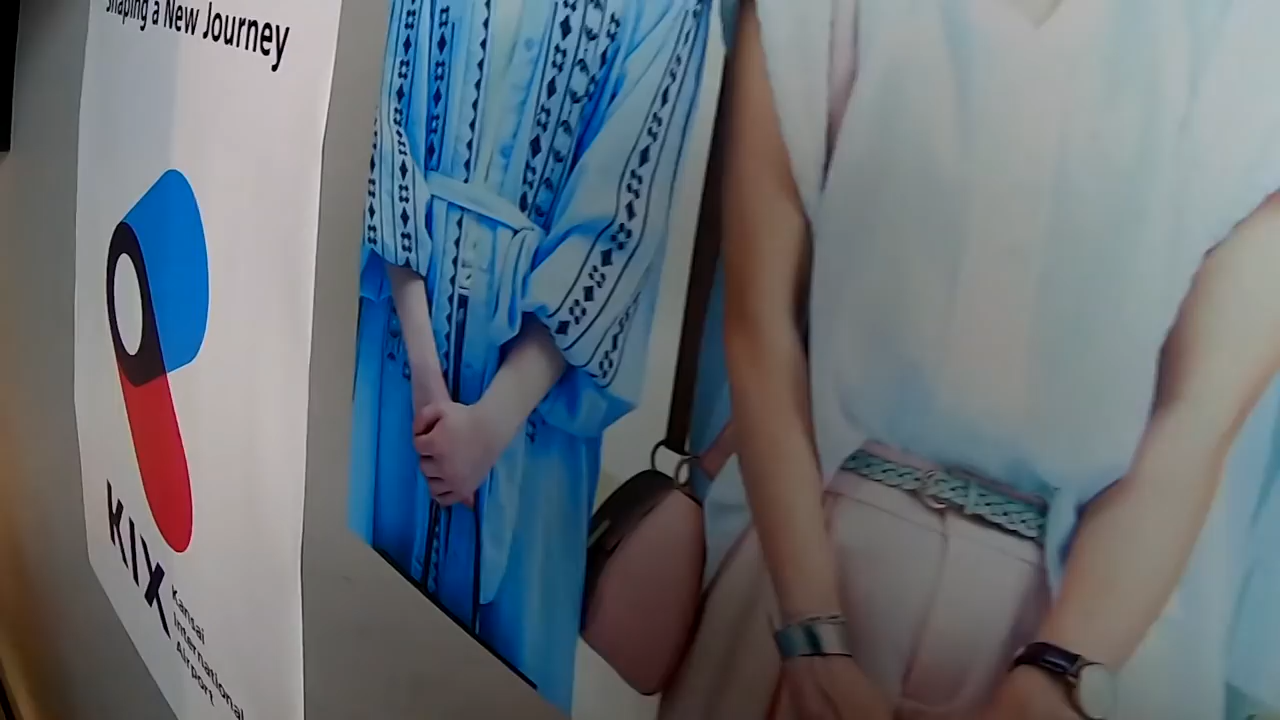 Shaping a New Journey
KIX
Kansai
International
Airport